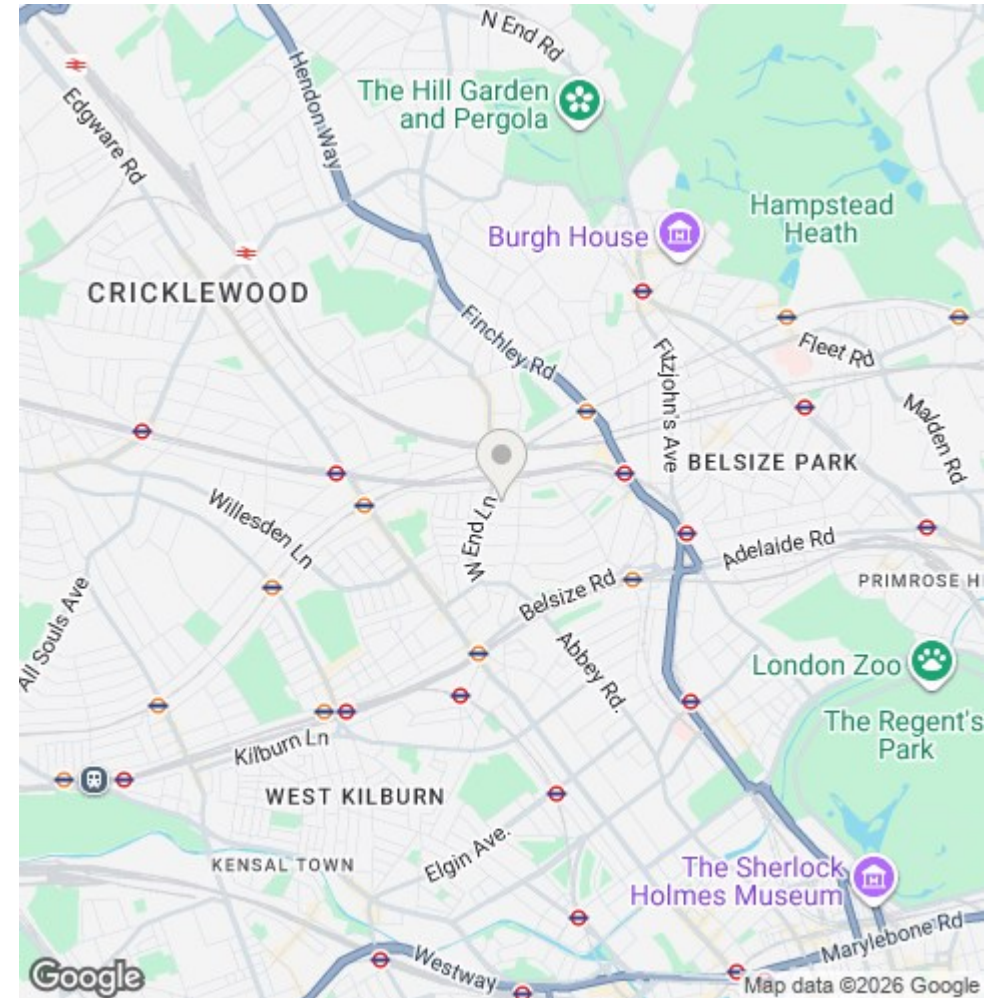 N End Rd
Hendon Way
The Hill Garden
and Pergola
Edgware Rd
Hampstead
Heath
Burgh House
CRICKLEWOOD
Finchley Rd
Fitzjohn's Ave
Fleet Rd
Malden Rd
BELSIZE PARK
Willesden Ln
W End Ln
Adelaide Rd
Belsize Rd
PRIMROSE HI
All Souls Ave
Abbey Rd.
London Zoo
The Regent's
Park
Kilburn Ln
WEST KILBURN
Elgin Ave.
KENSAL TOWN
The Sherlock
Holmes Museum
Marylebone Rd
Westway
Google
Map data ©2026 Google